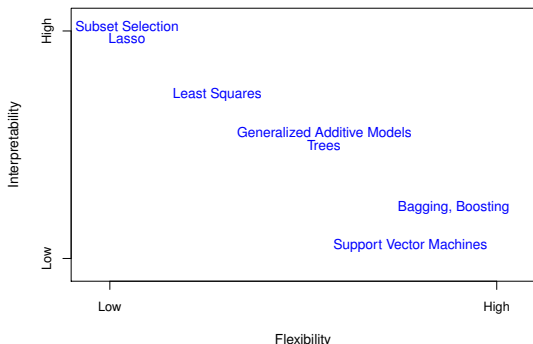 High
Subset Selection
Lasso
Least Squares
Generalized Additive Models
Trees
Bagging, Boosting
Support Vector Machines
Interpretability
Low
Low
High
Flexibility